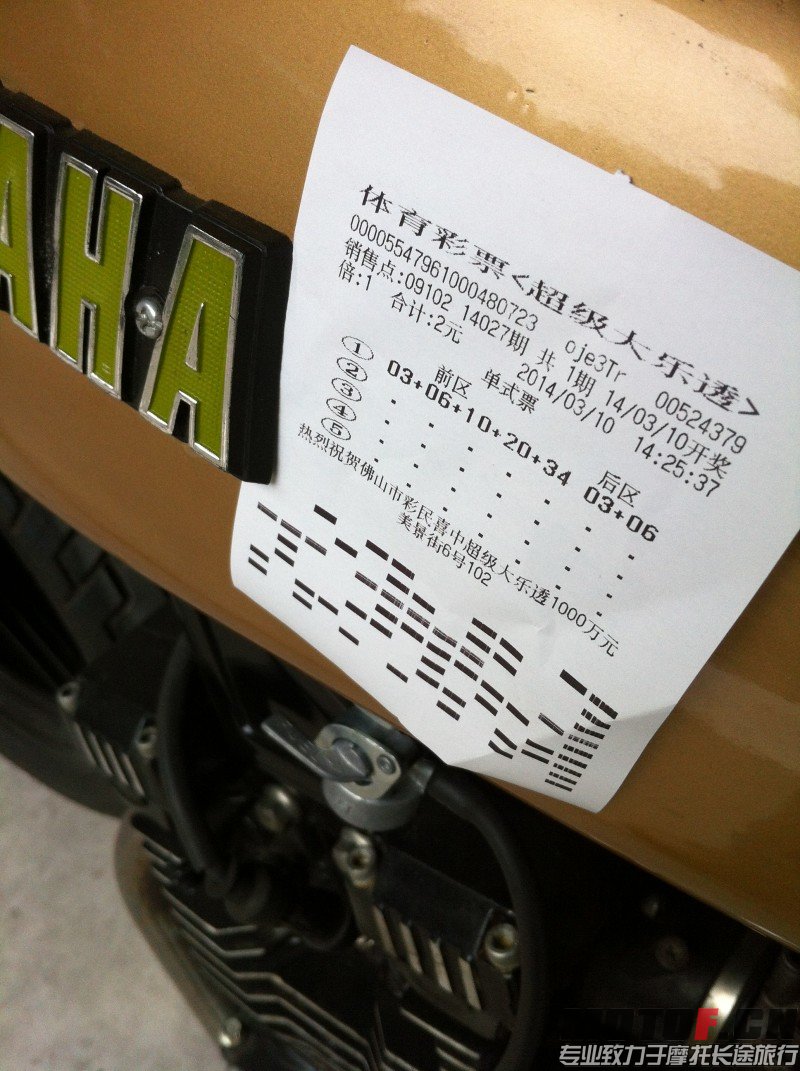 AHA
体育彩票<超级大乐透>
00005547961000480723 oje3Tr 00524379
销售点:09102 14027期 共 1期 14/03/10开奖
倍:1 合计:2元 2014/03/10 14:25:37
前区 单式票 后区
① 03+06+10+20+34 03+06
②
③
④
⑤
热烈祝贺佛山市彩民喜中超级大乐透1000万元
美景街6号102
MOTOFAN
专业致力于摩托长途旅行